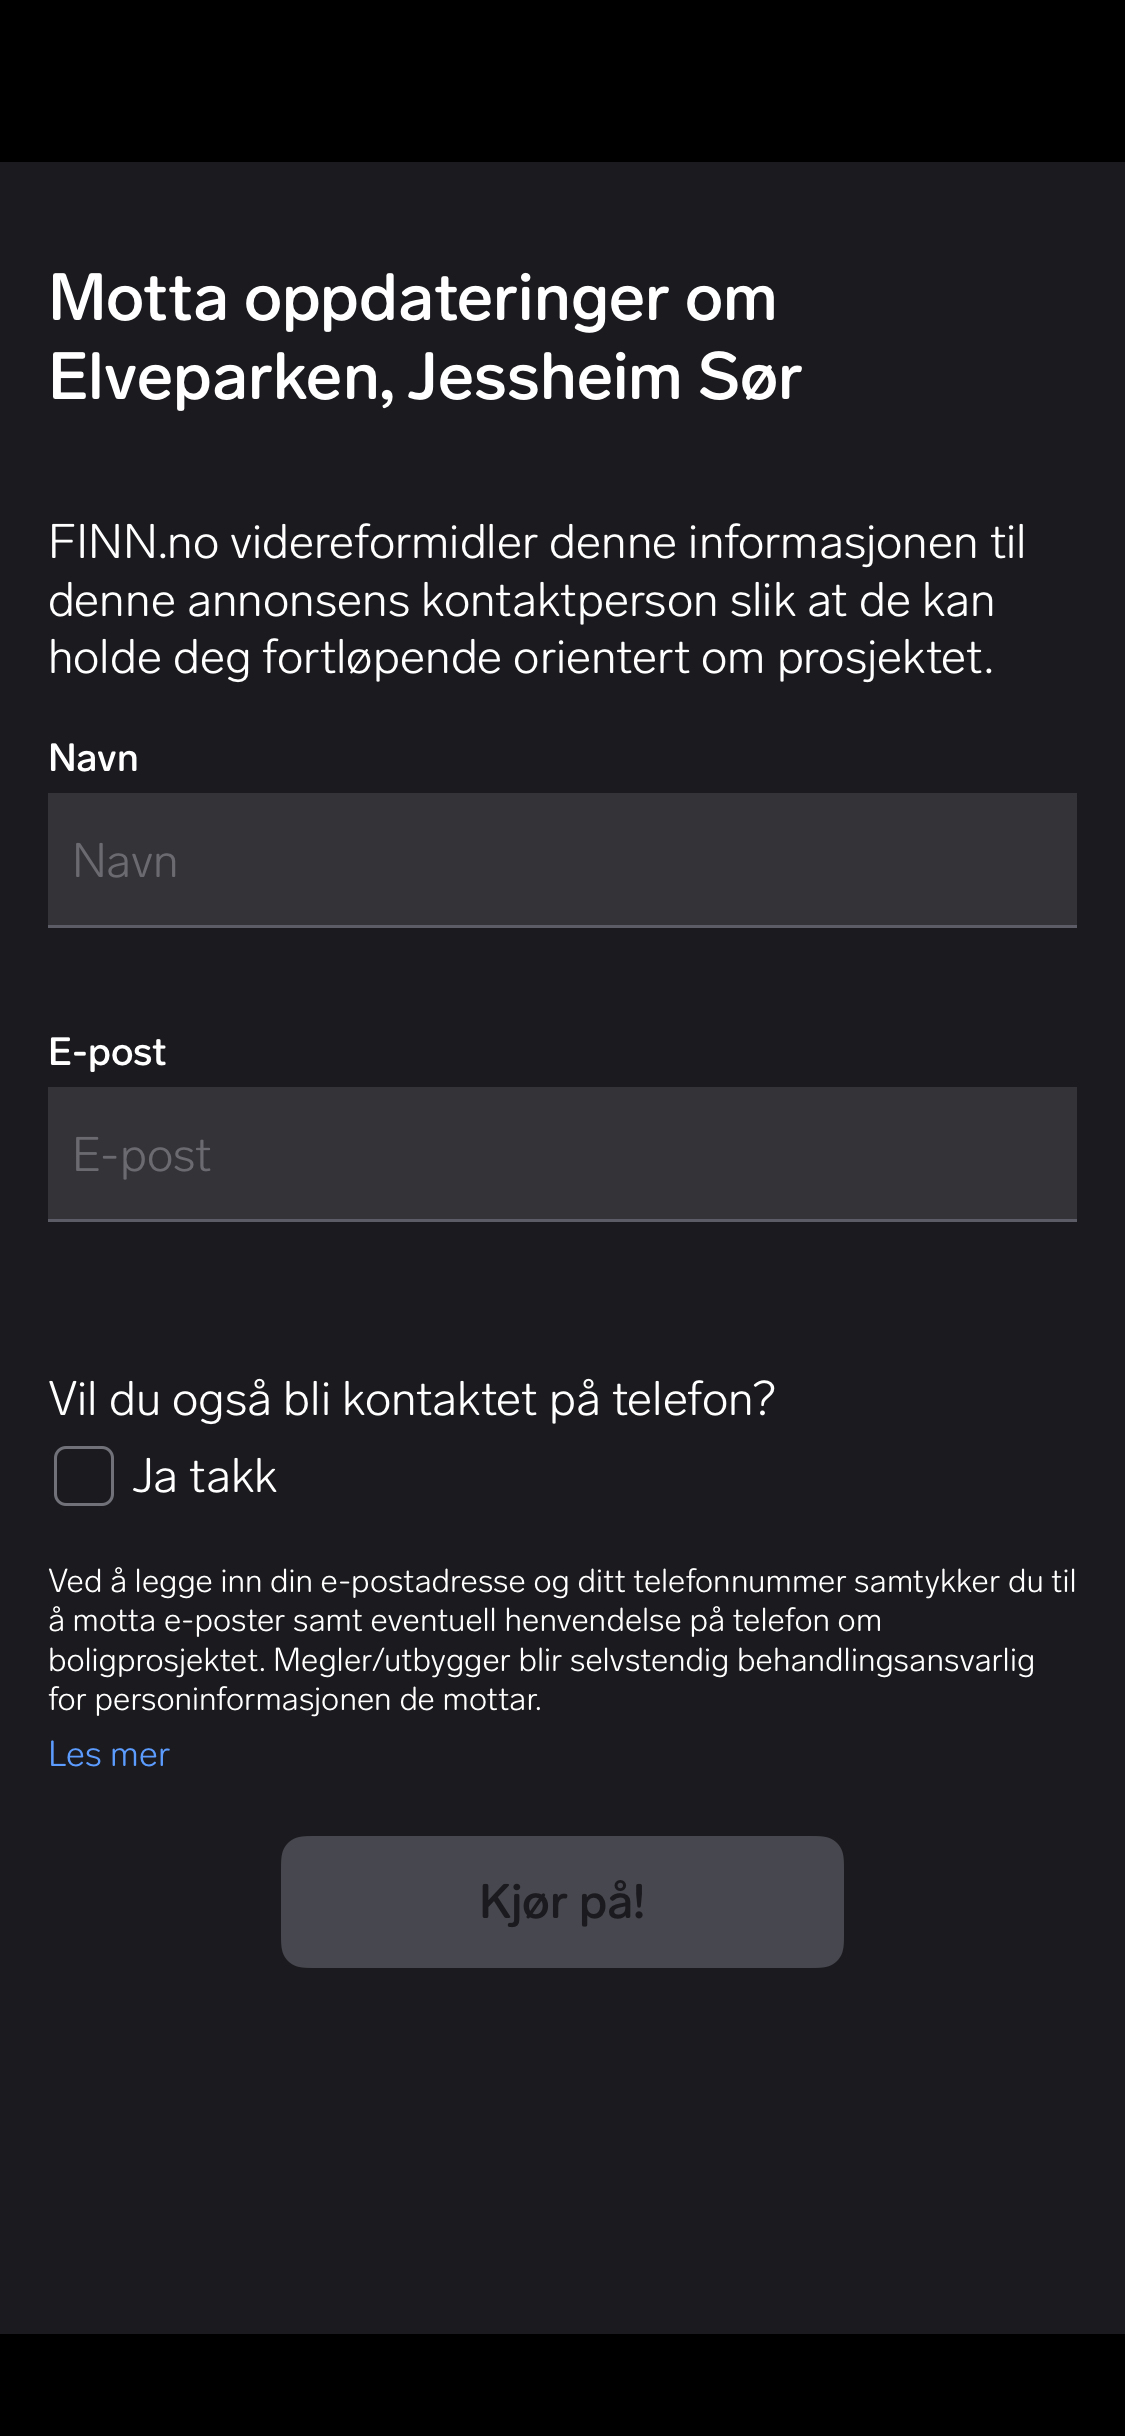 Motta oppdateringer om
Elveparken, Jessheim Sør
FINN.no videreformidler denne informasjonen til
denne annonsens kontaktperson slik at de kan
holde deg fortløpende orientert om prosjektet.
Navn
Navn
E-post
E-post
Vil du også bli kontaktet på telefon?
Ja takk
Ved å legge inn din e-postadresse og ditt telefonnummer samtykker du til
å motta e-poster samt eventuell henvendelse på telefon om
boligprosjektet. Megler/utbygger blir selvstendig behandlingsansvarlig
for personinformasjonen de mottar.
Les mer
Kjør på!